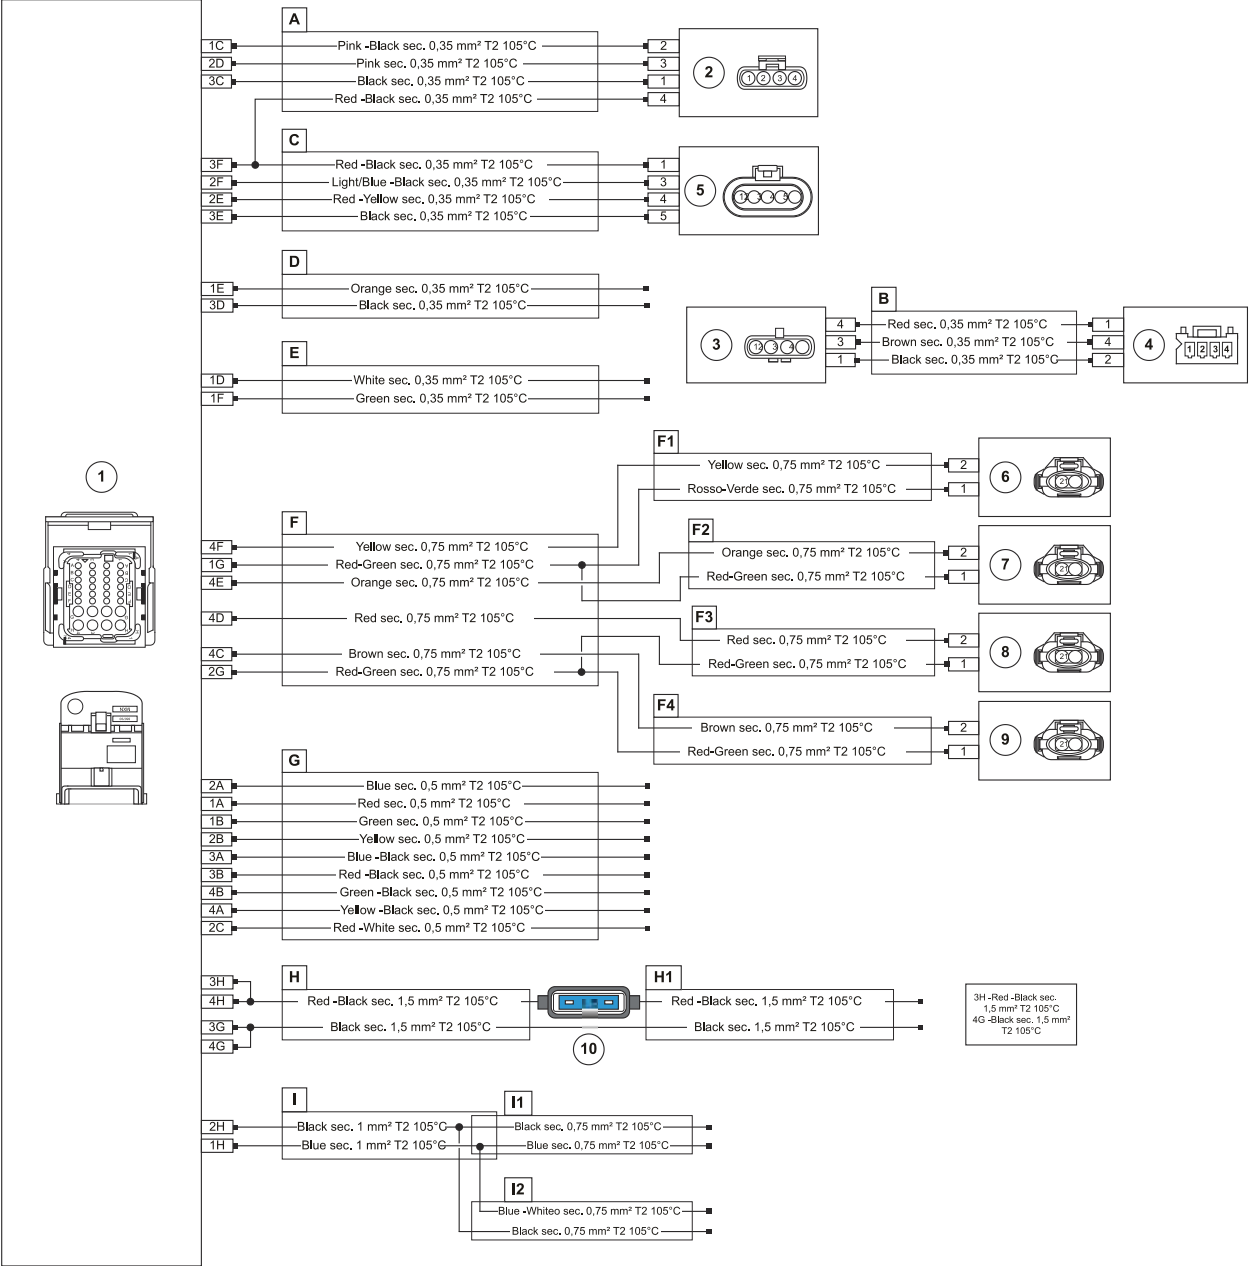 A
1C Pink -Black sec. 0,35 mm² T2 105°C 2
2D Pink sec. 0,35 mm² T2 105°C 3
3C Black sec. 0,35 mm² T2 105°C 1
Red -Black sec. 0,35 mm² T2 105°C 4
2
1 2 3 4
C
3F Red -Black sec. 0,35 mm² T2 105°C 1
2F Light/Blue -Black sec. 0,35 mm² T2 105°C 3
2E Red -Yellow sec. 0,35 mm² T2 105°C 4
3E Black sec. 0,35 mm² T2 105°C 5
5
1 2 3 4 5
D
1E Orange sec. 0,35 mm² T2 105°C
3D Black sec. 0,35 mm² T2 105°C
B
3
1 2 3 4
4 Red sec. 0,35 mm² T2 105°C 1
3 Brown sec. 0,35 mm² T2 105°C 4
1 Black sec. 0,35 mm² T2 105°C 2
4
1 2 3 4
E
1D White sec. 0,35 mm² T2 105°C
1F Green sec. 0,35 mm² T2 105°C
1
F1
Yellow sec. 0,75 mm² T2 105°C 2
Rosso-Verde sec. 0,75 mm² T2 105°C 1
6
21
F
4F Yellow sec. 0,75 mm² T2 105°C
1G Red-Green sec. 0,75 mm² T2 105°C
4E Orange sec. 0,75 mm² T2 105°C
4D Red sec. 0,75 mm² T2 105°C
4C Brown sec. 0,75 mm² T2 105°C
2G Red-Green sec. 0,75 mm² T2 105°C
F2
Orange sec. 0,75 mm² T2 105°C 2
Red-Green sec. 0,75 mm² T2 105°C 1
7
21
F3
Red sec. 0,75 mm² T2 105°C 2
Red-Green sec. 0,75 mm² T2 105°C 1
8
21
F4
Brown sec. 0,75 mm² T2 105°C 2
Red-Green sec. 0,75 mm² T2 105°C 1
9
21
G
2A Blue sec. 0,5 mm² T2 105°C
1A Red sec. 0,5 mm² T2 105°C
1B Green sec. 0,5 mm² T2 105°C
2B Yellow sec. 0,5 mm² T2 105°C
3A Blue -Black sec. 0,5 mm² T2 105°C
3B Red -Black sec. 0,5 mm² T2 105°C
4B Green -Black sec. 0,5 mm² T2 105°C
4A Yellow -Black sec. 0,5 mm² T2 105°C
2C Red -White sec. 0,5 mm² T2 105°C
H
3H
4H Red -Black sec. 1,5 mm² T2 105°C
3G Black sec. 1,5 mm² T2 105°C
4G
10
H1
Red -Black sec. 1,5 mm² T2 105°C
Black sec. 1,5 mm² T2 105°C
3H -Red -Black sec.
1,5 mm² T2 105°C
4G -Black sec. 1,5 mm²
T2 105°C
I
2H Black sec. 1 mm² T2 105°C
1H Blue sec. 1 mm² T2 105°C
I1
Black sec. 0,75 mm² T2 105°C
Blue sec. 0,75 mm² T2 105°C
I2
Blue -Whiteo sec. 0,75 mm² T2 105°C
Black sec. 0,75 mm² T2 105°C